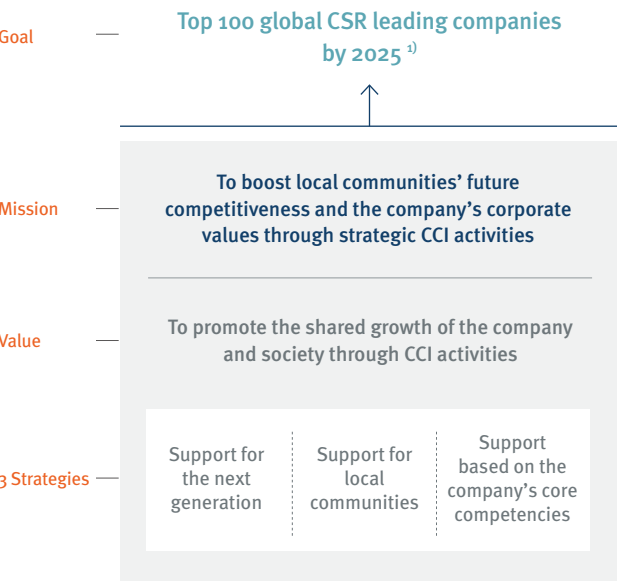 Goal
Top 100 global CSR leading companies
by 2025 1)
Mission
To boost local communities’ future
competitiveness and the company’s corporate
values through strategic CCI activities
Value
To promote the shared growth of the company
and society through CCI activities
3 Strategies
Support for
the next
generation
Support for
local
communities
Support
based on the
company’s core
competencies